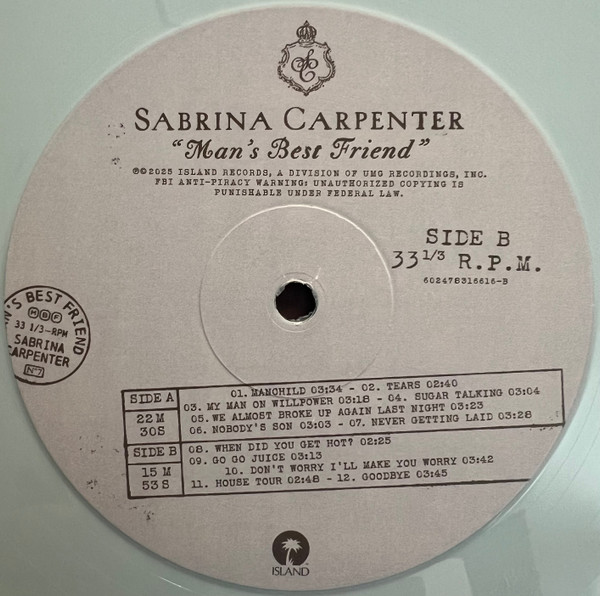 SC
SABRINA CARPENTER
“Man's Best Friend”
℗©2025 ISLAND RECORDS, A DIVISION OF UMG RECORDINGS, INC.
FBI ANTI-PIRACY WARNING: UNAUTHORIZED COPYING IS
PUNISHABLE UNDER FEDERAL LAW.
SIDE B
33 1/3 R.P.M.
602478316616-B
N'S BEST FRIEND
MBF
33 1/3-RPM
SABRINA
CARPENTER
Nº7
SIDE A
22 M
30 S
01. MANCHILD 03:34 - 02. TEARS 02:40
03. MY MAN ON WILLPOWER 03:18 - 04. SUGAR TALKING 03:04
05. WE ALMOST BROKE UP AGAIN LAST NIGHT 03:23
06. NOBODY'S SON 03:03 - 07. NEVER GETTING LAID 03:28
SIDE B
15 M
53 S
08. WHEN DID YOU GET HOT? 02:25
09. GO GO JUICE 03:13
10. DON'T WORRY I'LL MAKE YOU WORRY 03:42
11. HOUSE TOUR 02:48 - 12. GOODBYE 03:45
ISLAND